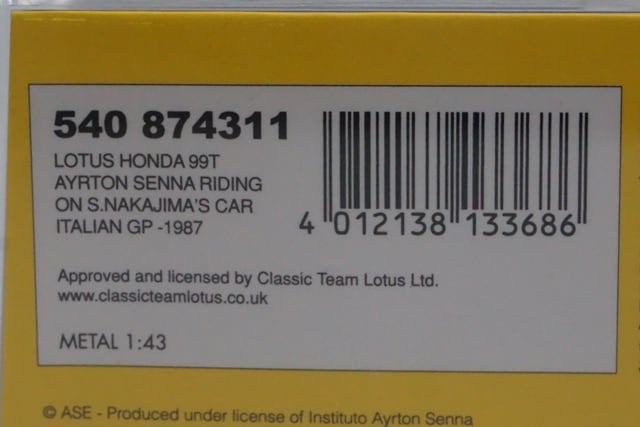 540 874311
LOTUS HONDA 99T
AYRTON SENNA RIDING
ON S.NAKAJIMA'S CAR
ITALIAN GP -1987
4 012138 133686
Approved and licensed by Classic Team Lotus Ltd.
www.classicteamlotus.co.uk
METAL 1:43
© ASE - Produced under license of Instituto Ayrton Senna